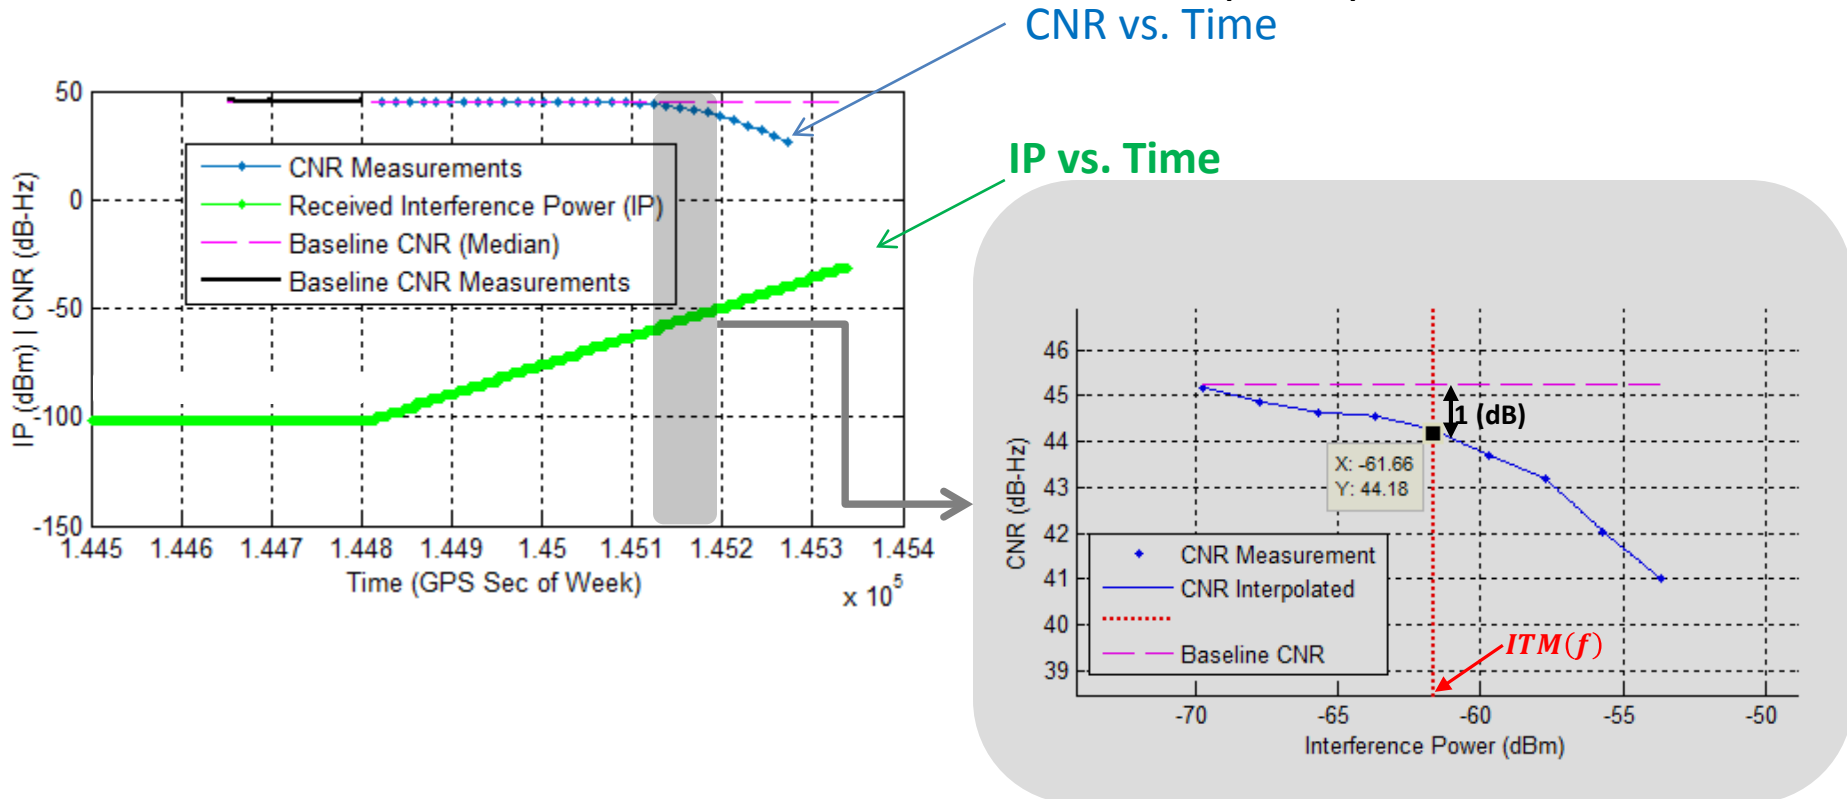 CNR vs. Time
IP vs. Time
50
0
-50
-100
-150
IP (dBm) | CNR (dB-Hz)
CNR Measurements
Received Interference Power (IP)
Baseline CNR (Median)
Baseline CNR Measurements
1.445 1.446 1.447 1.448 1.449 1.45 1.451 1.452 1.453 1.454
Time (GPS Sec of Week)
x 10^5
46
45
44
43
42
41
40
39
CNR (dB-Hz)
1 (dB)
X: -61.66
Y: 44.18
CNR Measurement
CNR Interpolated
Baseline CNR
ITM(f)
-70 -65 -60 -55 -50
Interference Power (dBm)